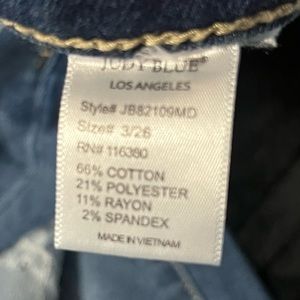 JUDY BLUE®
LOS ANGELES
Style# JB82109MD
Size# 3/26
RN# 116360
66% COTTON
21% POLYESTER
11% RAYON
2% SPANDEX
MADE IN VIETNAM